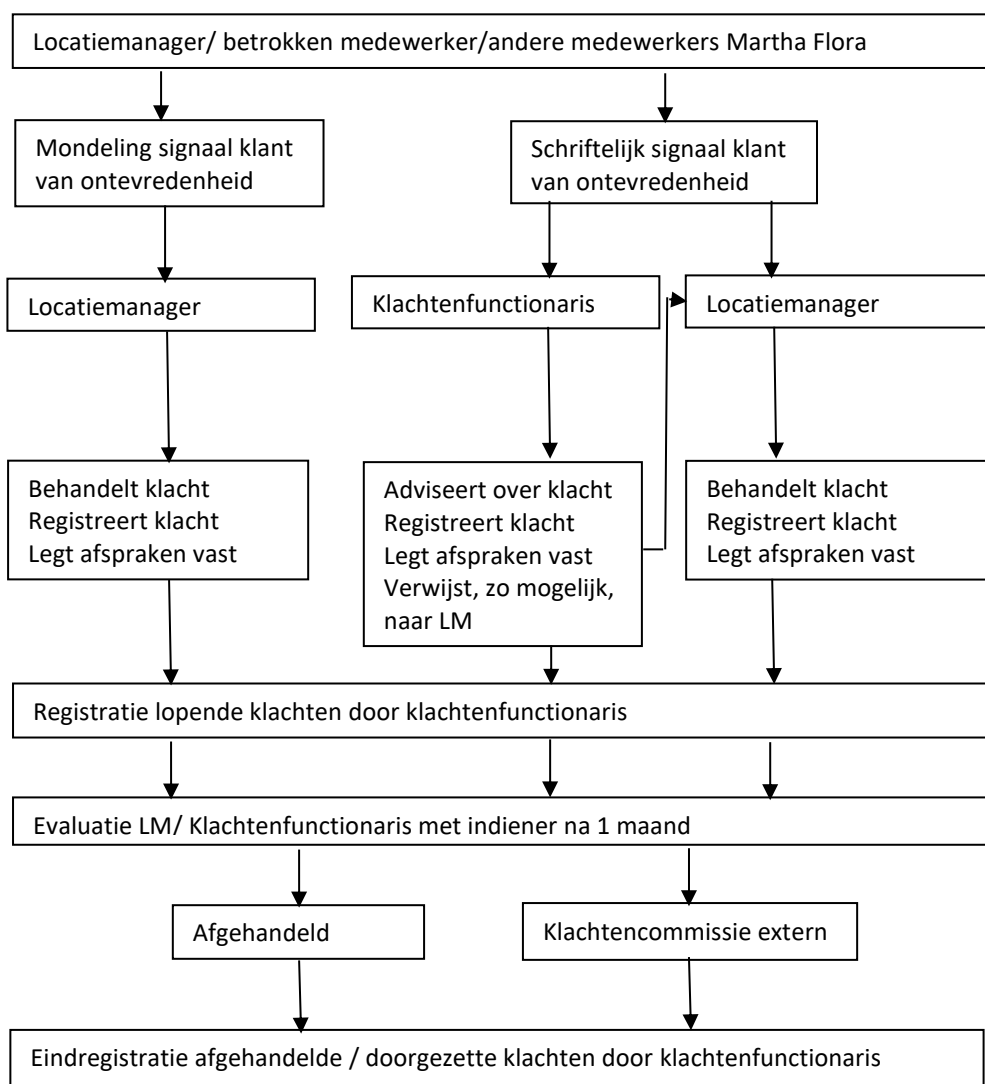 Locatiemanager/ betrokken medewerker/andere medewerkers Martha Flora
Mondeling signaal klant
van ontevredenheid
Schriftelijk signaal klant
van ontevredenheid
Locatiemanager
Klachtenfunctionaris
Locatiemanager
Behandelt klacht
Registreert klacht
Legt afspraken vast
Adviseert over klacht
Registreert klacht
Legt afspraken vast
Verwijst, zo mogelijk,
naar LM
Behandelt klacht
Registreert klacht
Legt afspraken vast
Registratie lopende klachten door klachtenfunctionaris
Evaluatie LM/ Klachtenfunctionaris met indiener na 1 maand
Afgehandeld
Klachtencommissie extern
Eindregistratie afgehandelde / doorgezette klachten door klachtenfunctionaris